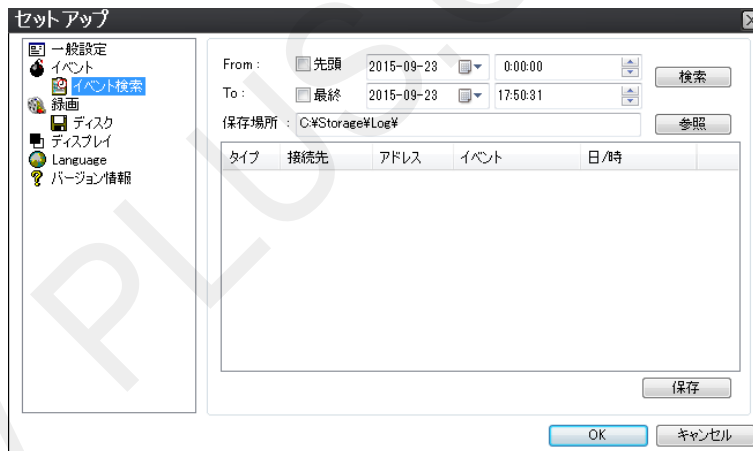 セットアップ
一般設定
イベント
イベント検索
録画
ディスク
ディスプレイ
Language
バージョン情報
From : 先頭 2015-09-23 0:00:00 検索
To : 最終 2015-09-23 17:50:31
保存場所 : C:¥Storage¥Log¥ 参照
タイプ 接続先 アドレス イベント 日/時
保存
OK キャンセル
PLUS